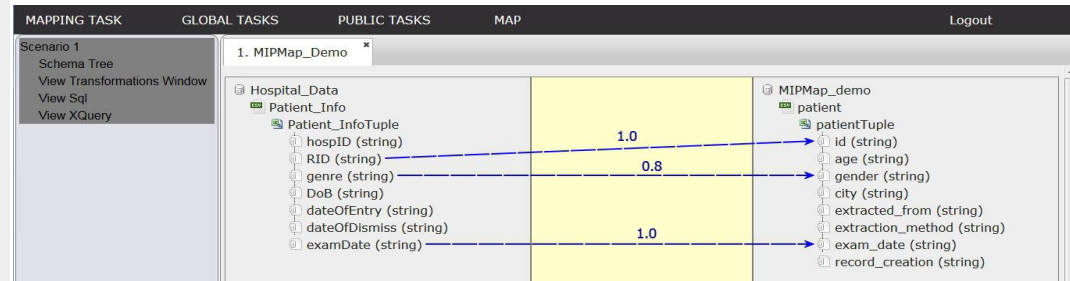 MAPPING TASK GLOBAL TASKS PUBLIC TASKS MAP Logout
Scenario 1
Schema Tree
View Transformations Window
View Sql
View XQuery
1. MIPMap_Demo x
Hospital_Data
Patient_Info
Patient_InfoTuple
hospID (string)
RID (string)
genre (string)
DoB (string)
dateOfEntry (string)
dateOfDismiss (string)
examDate (string)
1.0
0.8
1.0
MIPMap_demo
patient
patientTuple
id (string)
age (string)
gender (string)
city (string)
extracted_from (string)
extraction_method (string)
exam_date (string)
record_creation (string)